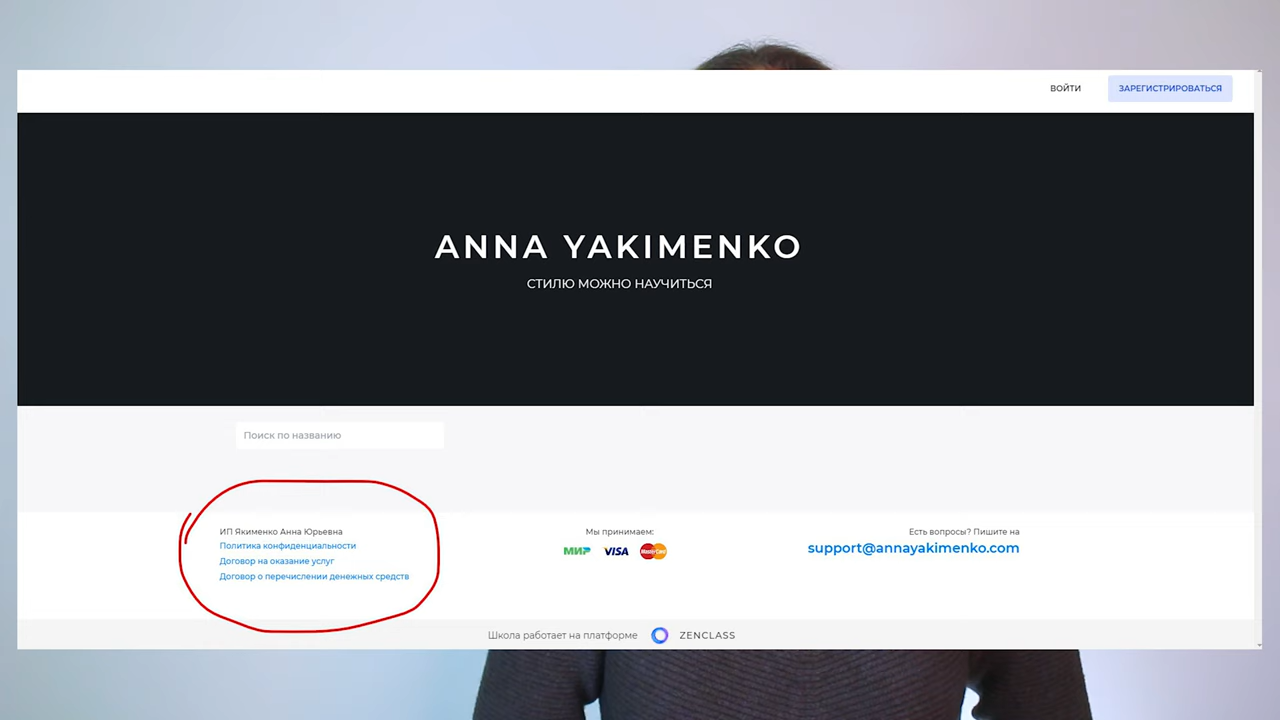 ВОЙТИ
ЗАРЕГИСТРИРОВАТЬСЯ
ANNA YAKIMENKO
СТИЛЮ МОЖНО НАУЧИТЬСЯ
Поиск по названию
ИП Якименко Анна Юрьевна
Политика конфиденциальности
Договор на оказание услуг
Договор о перечислении денежных средств
Мы принимаем:
МИР VISA MasterCard
Есть вопросы? Пишите на
support@annayakimenko.com
Школа работает на платформе ZENCLASS